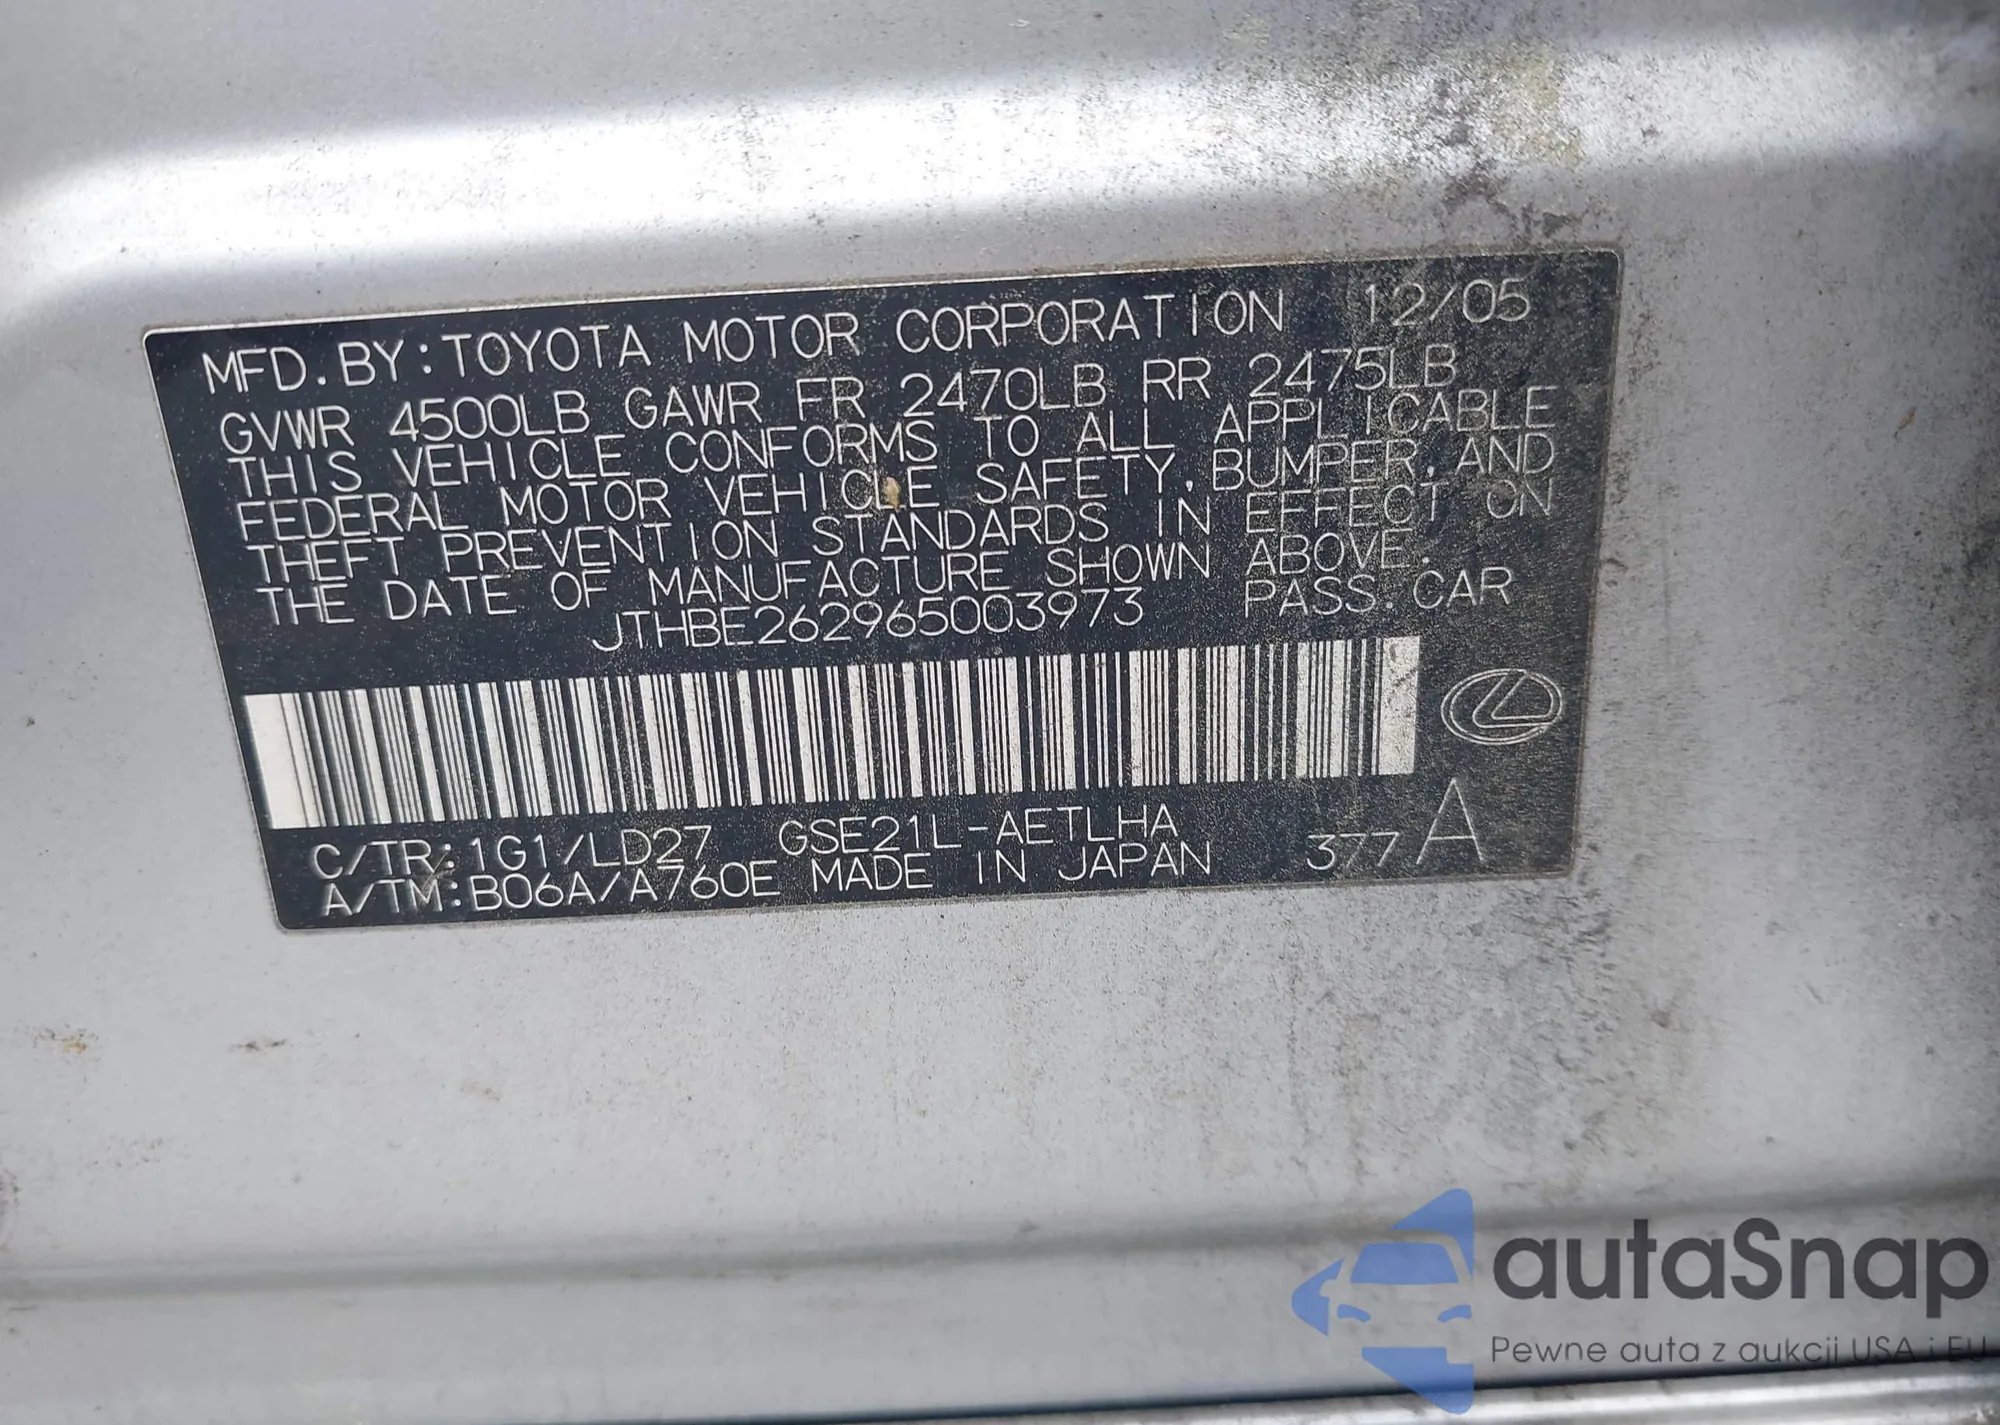 MFD.BY:TOYOTA MOTOR CORPORATION 12/05
GVWR 4500LB GAWR FR 2470LB RR 2475LB
THIS VEHICLE CONFORMS TO ALL APPLICABLE
FEDERAL MOTOR VEHICLE SAFETY, BUMPER, AND
THEFT PREVENTION STANDARDS IN EFFECT ON
THE DATE OF MANUFACTURE SHOWN ABOVE.
JTHBE262965003973 PASS.CAR
C/TR:1G1/LD27 GSE21L-AETLHA
A/TM:B06A/A760E MADE IN JAPAN 377A
autaSnap
Pewne auta z aukcji USA i EU